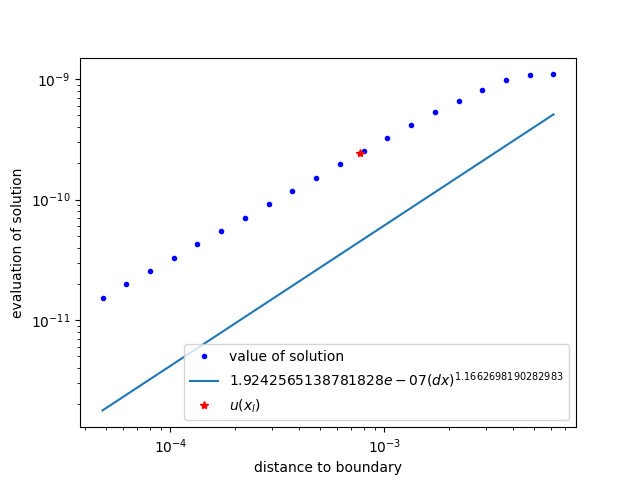 10⁻⁹
10⁻¹⁰
10⁻¹¹
evaluation of solution
value of solution
1.9242565138781828e − 07(dx)^1.1662698190282983
u(x_l)
10⁻⁴ 10⁻³
distance to boundary